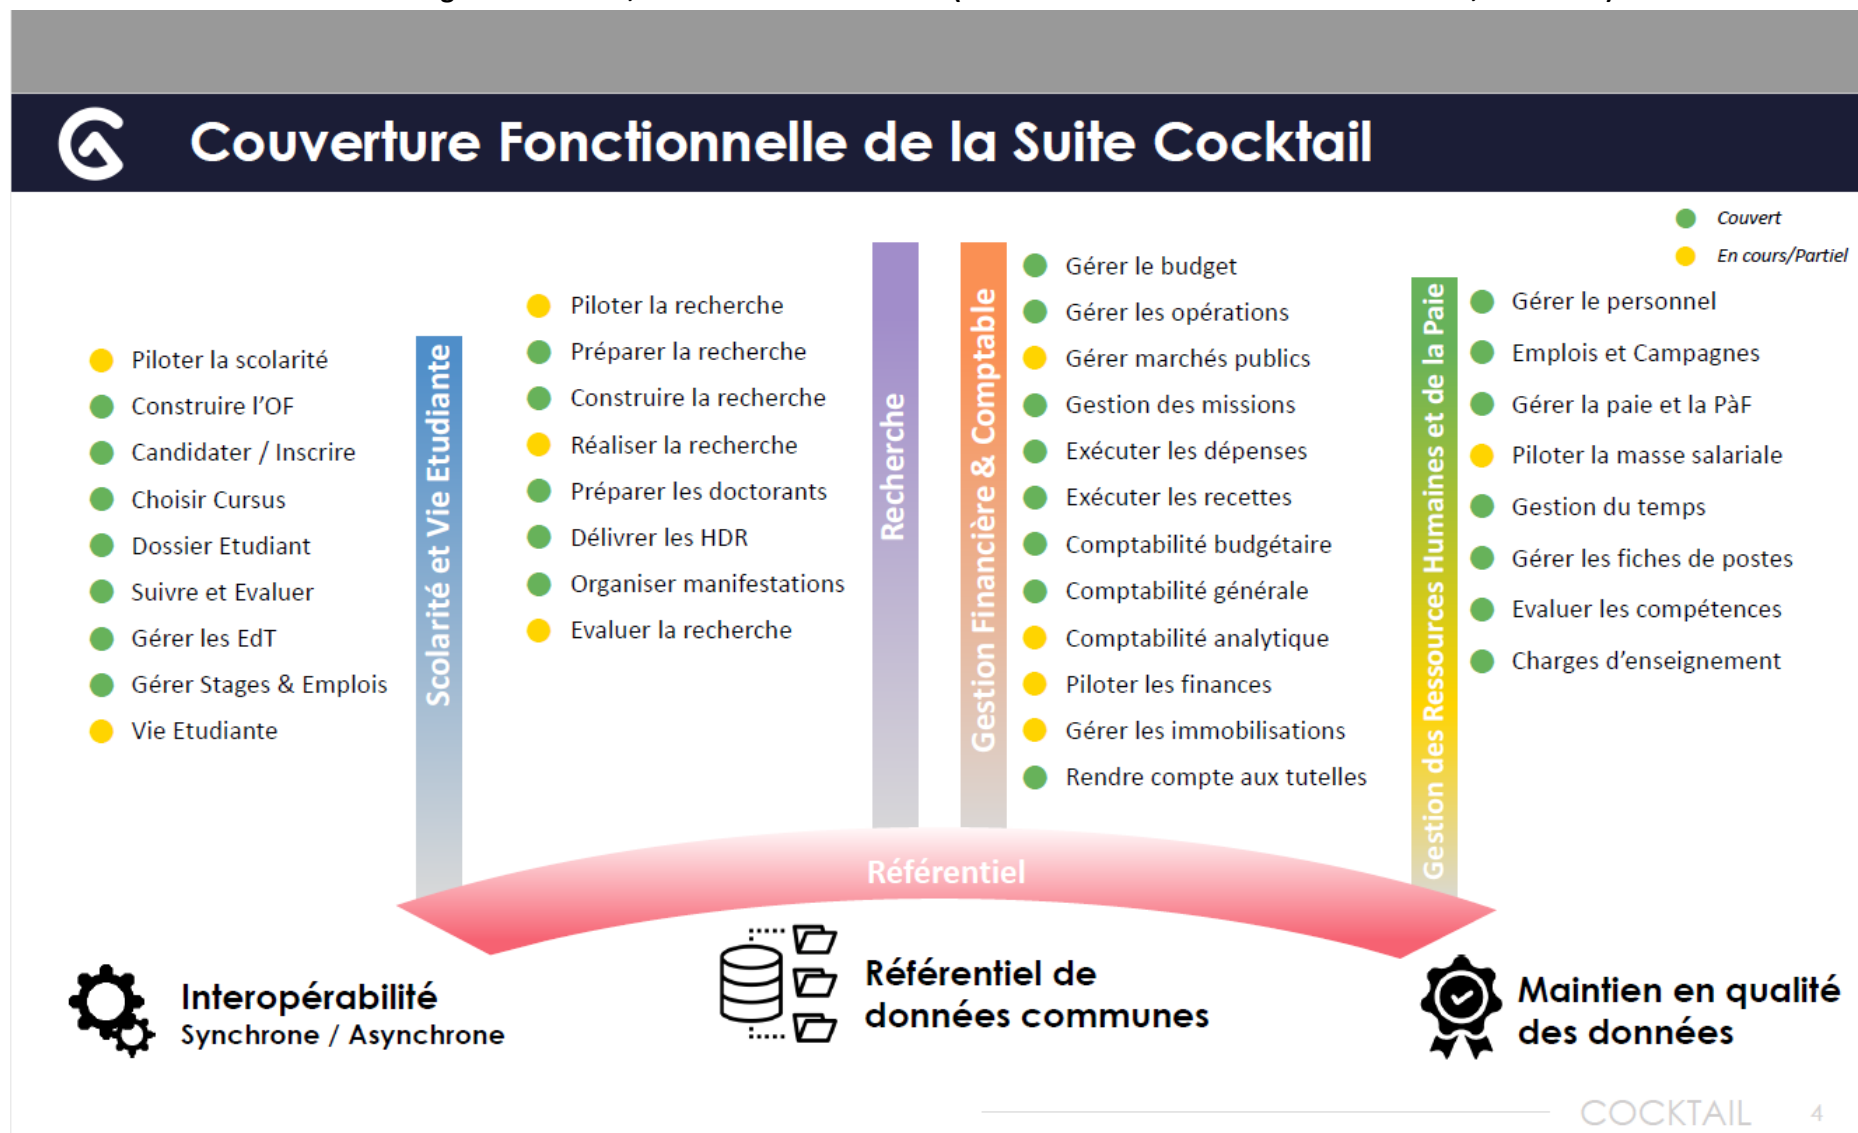 Couverture Fonctionnelle de la Suite Cocktail
Couvert
En cours/Partiel
Piloter la scolarité
Construire l'OF
Candidater / Inscrire
Choisir Cursus
Dossier Etudiant
Suivre et Evaluer
Gérer les EdT
Gérer Stages & Emplois
Vie Etudiante
Scolarité et Vie Etudiante
Piloter la recherche
Préparer la recherche
Construire la recherche
Réaliser la recherche
Préparer les doctorants
Délivrer les HDR
Organiser manifestations
Evaluer la recherche
Recherche
Gestion Financière & Comptable
Gérer le budget
Gérer les opérations
Gérer marchés publics
Gestion des missions
Exécuter les dépenses
Exécuter les recettes
Comptabilité budgétaire
Comptabilité générale
Comptabilité analytique
Piloter les finances
Gérer les immobilisations
Rendre compte aux tutelles
Gestion des Ressources Humaines et de la Paie
Gérer le personnel
Emplois et Campagnes
Gérer la paie et la PàF
Piloter la masse salariale
Gestion du temps
Gérer les fiches de postes
Evaluer les compétences
Charges d'enseignement
Référentiel
Interopérabilité
Synchrone / Asynchrone
Référentiel de
données communes
Maintien en qualité
des données
COCKTAIL 4